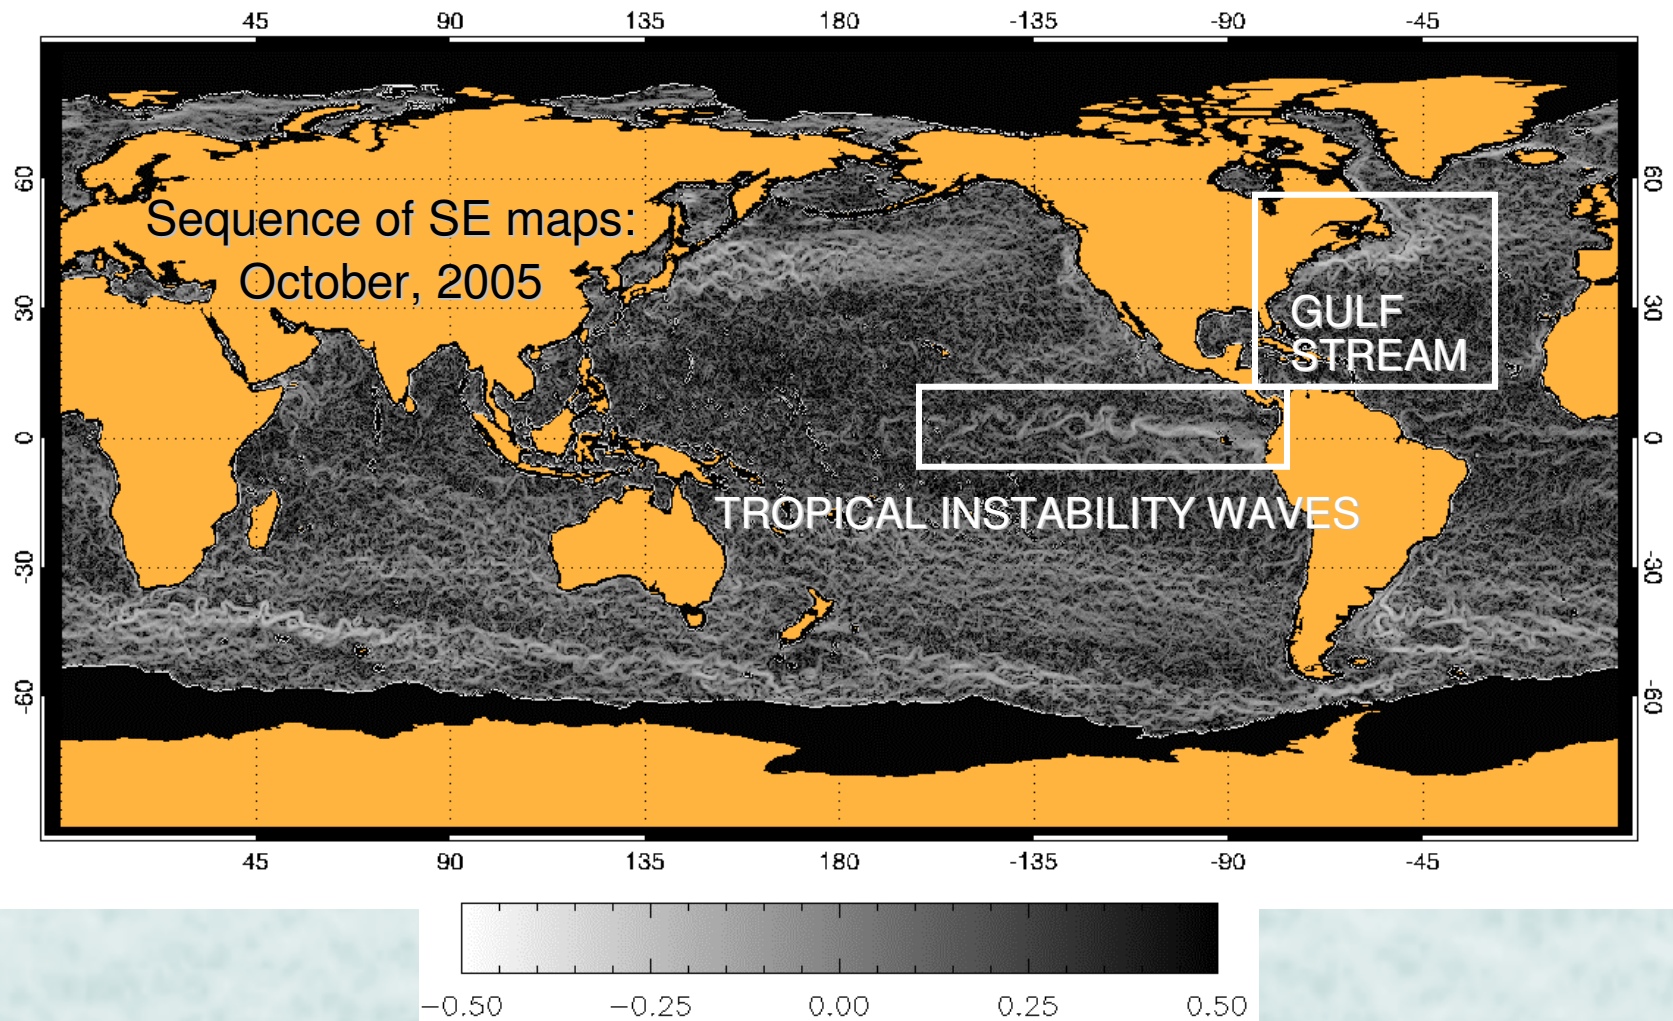 45 90 135 180 -135 -90 -45
60 60
Sequence of SE maps:
October, 2005
30 30
GULF
STREAM
0 0
TROPICAL INSTABILITY WAVES
-30 -30
-60 -60
45 90 135 180 -135 -90 -45
-0.50 -0.25 0.00 0.25 0.50